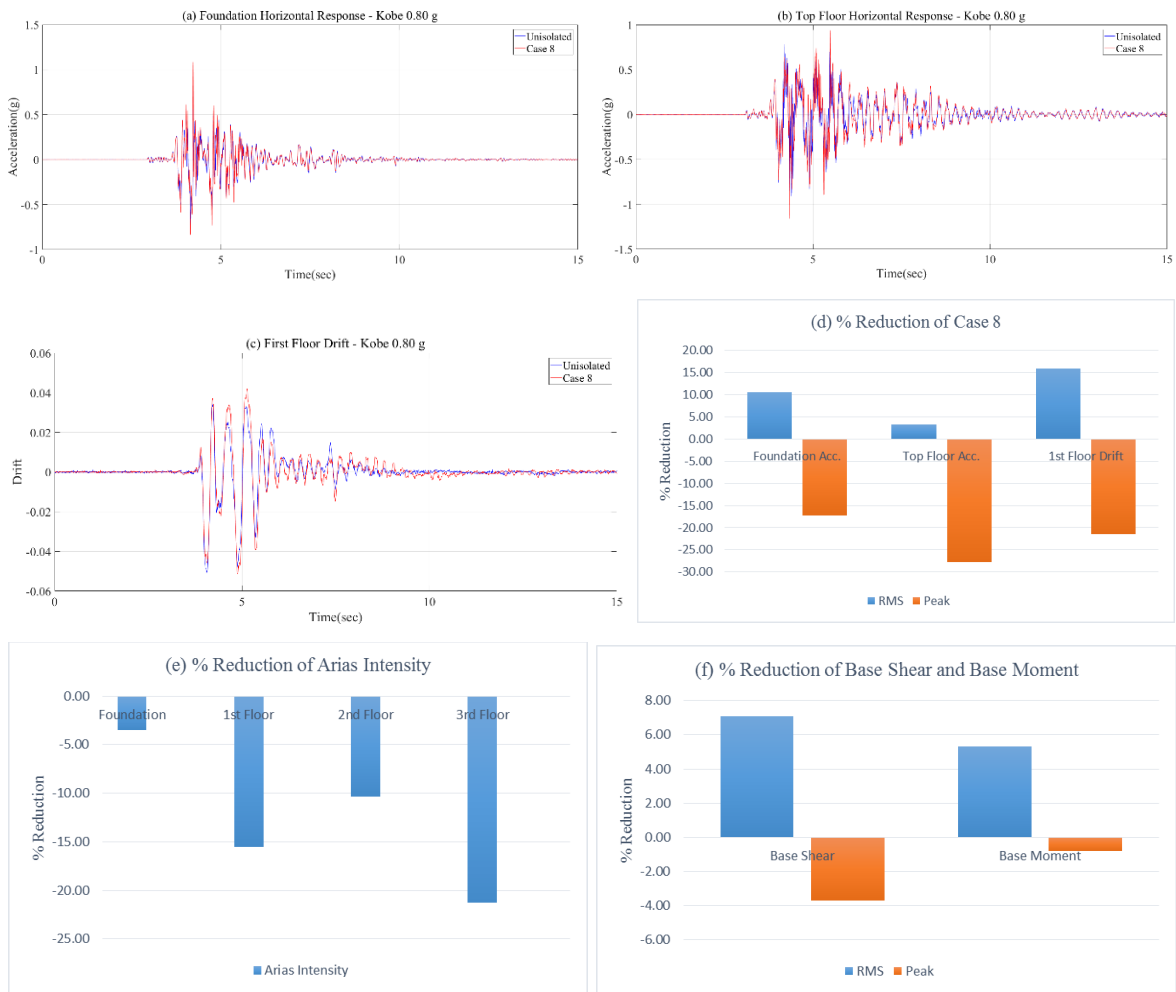 (a) Foundation Horizontal Response - Kobe 0.80 g
1.5
1
0.5
0
-0.5
-1
Acceleration(g)
Unisolated
Case 8
0
5
10
15
Time(sec)
(b) Top Floor Horizontal Response - Kobe 0.80 g
1
0.5
0
-0.5
-1
-1.5
Acceleration(g)
Unisolated
Case 8
0
5
10
15
Time(sec)
(c) First Floor Drift - Kobe 0.80 g
0.06
0.04
0.02
0
-0.02
-0.04
-0.06
Drift
Unisolated
Case 8
0
5
10
15
Time(sec)
(d) % Reduction of Case 8
20.00
15.00
10.00
5.00
0.00
-5.00
-10.00
-15.00
-20.00
-25.00
-30.00
% Reduction
Foundation Acc.
Top Floor Acc.
1st Floor Drift
RMS
Peak
(e) % Reduction of Arias Intensity
0.00
-5.00
-10.00
-15.00
-20.00
-25.00
% Reduction
Foundation
1st Floor
2nd Floor
3rd Floor
Arias Intensity
(f) % Reduction of Base Shear and Base Moment
8.00
6.00
4.00
2.00
0.00
-2.00
-4.00
-6.00
% Reduction
Base Shear
Base Moment
RMS
Peak